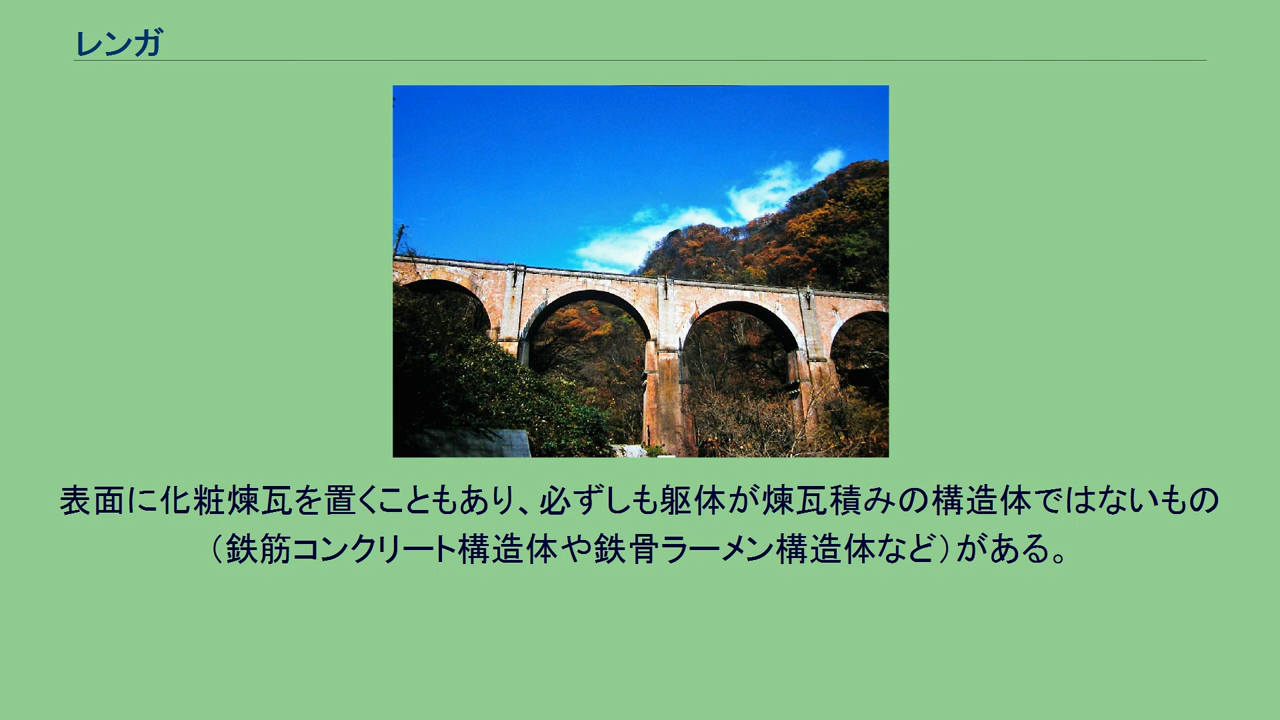 レンガ
表面に化粧煉瓦を置くこともあり、必ずしも躯体が煉瓦積みの構造体ではないもの
（鉄筋コンクリート構造体や鉄骨ラーメン構造体など）がある。